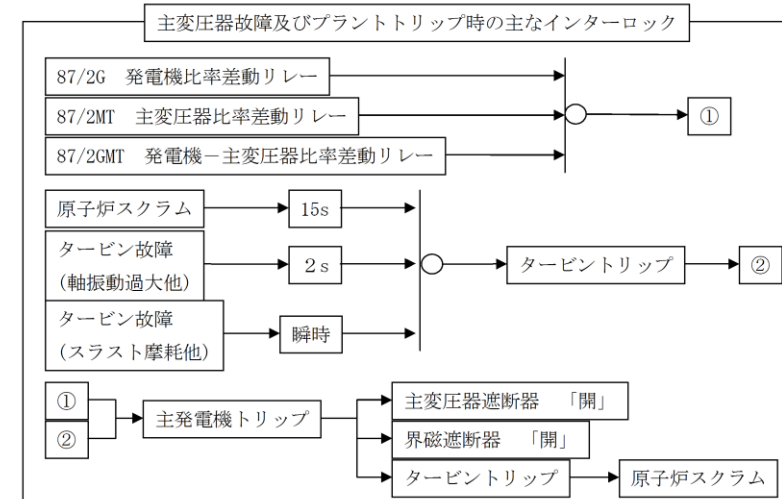 主変圧器故障及びプラントトリップ時の主なインターロック
87/2G　発電機比率差動リレー
87/2MT　主変圧器比率差動リレー
①
87/2GMT　発電機－主変圧器比率差動リレー
原子炉スクラム
15s
タービン故障
(軸振動過大他)
2s
タービントリップ
②
タービン故障
(スラスト摩耗他)
瞬時
①
②
主発電機トリップ
主変圧器遮断器　「開」
界磁遮断器　「開」
タービントリップ
原子炉スクラム